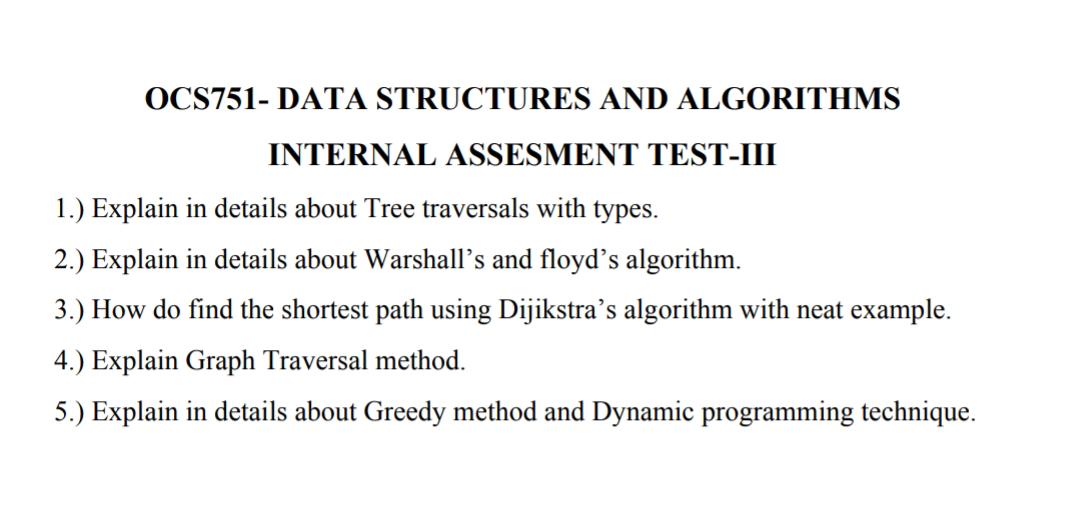 OCS751- DATA STRUCTURES AND ALGORITHMS
INTERNAL ASSESMENT TEST-III
1.) Explain in details about Tree traversals with types.
2.) Explain in details about Warshall’s and floyd’s algorithm.
3.) How do find the shortest path using Dijikstra’s algorithm with neat example.
4.) Explain Graph Traversal method.
5.) Explain in details about Greedy method and Dynamic programming technique.